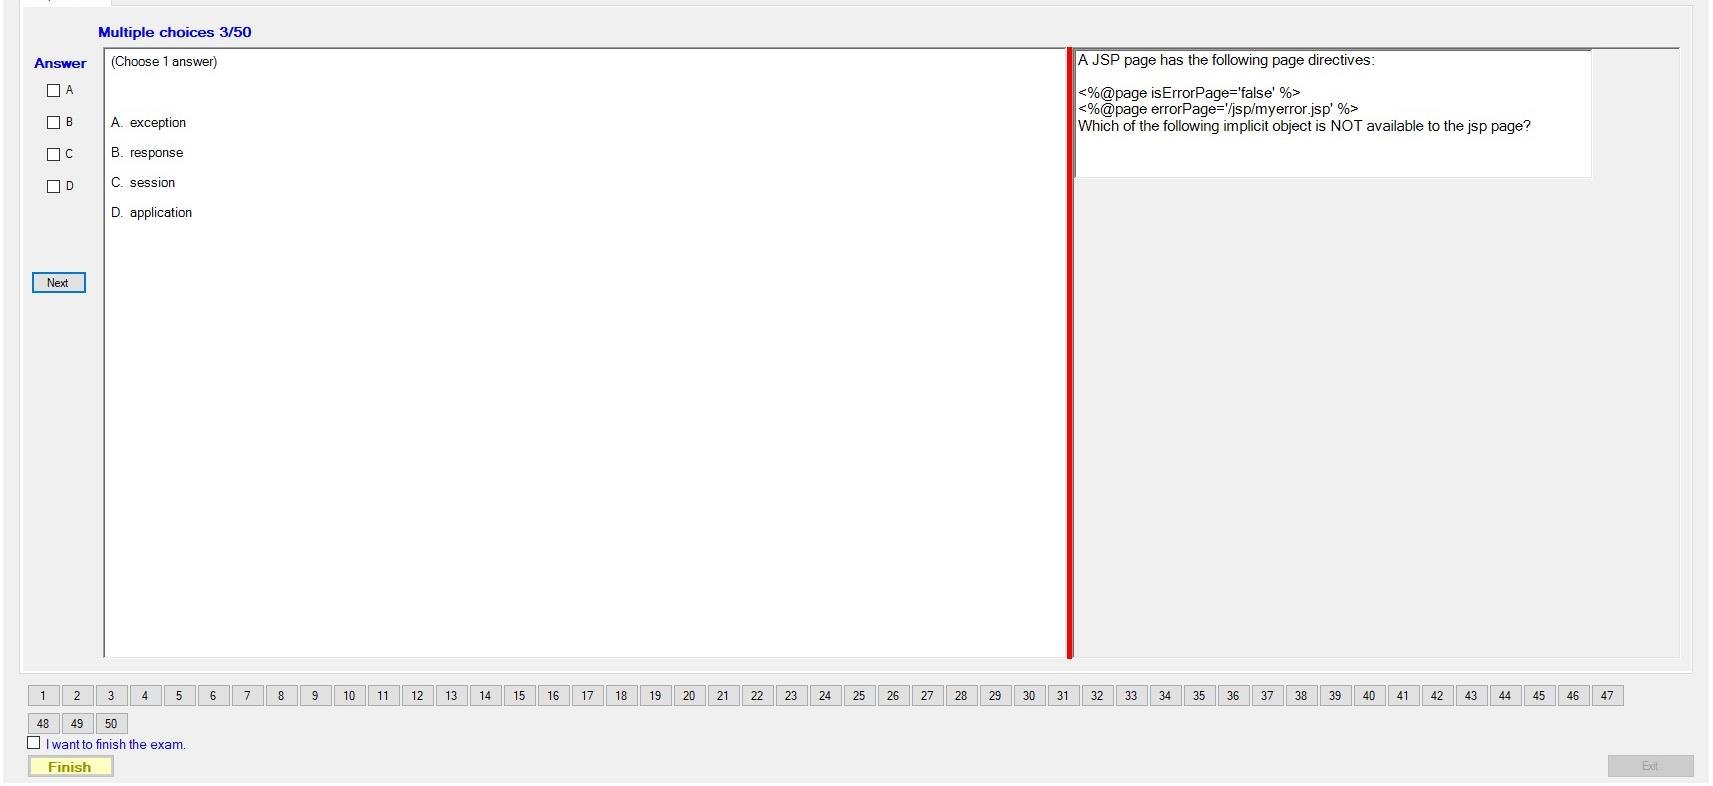 Multiple choices 3/50
Answer
A
B
C
D
Next
(Choose 1 answer)
A. exception
B. response
C. session
D. application
A JSP page has the following page directives:
<%@page isErrorPage='false' %>
<%@page errorPage='/jsp/myerror.jsp' %>
Which of the following implicit object is NOT available to the jsp page?
1 2 3 4 5 6 7 8 9 10 11 12 13 14 15 16 17 18 19 20 21 22 23 24 25 26 27 28 29 30 31 32 33 34 35 36 37 38 39 40 41 42 43 44 45 46 47
48 49 50
I want to finish the exam.
Finish
Exit